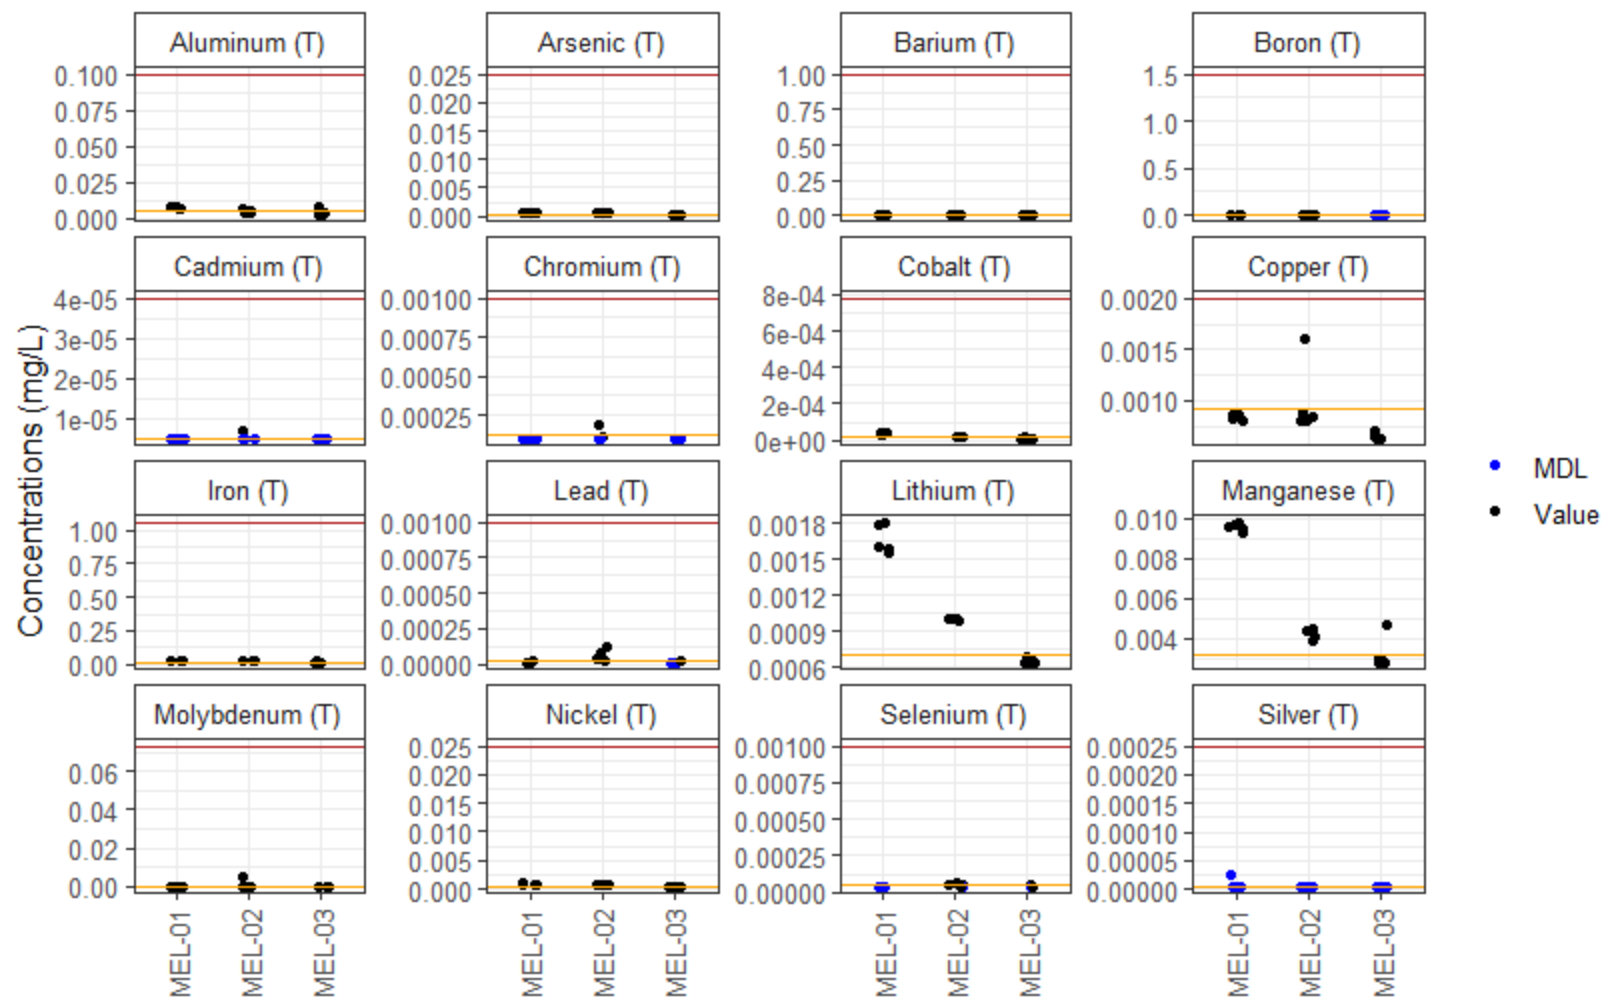 Concentrations (mg/L)
Aluminum (T)
0.100
0.075
0.050
0.025
0.000
Arsenic (T)
0.025
0.020
0.015
0.010
0.005
0.000
Barium (T)
1.00
0.75
0.50
0.25
0.00
Boron (T)
1.5
1.0
0.5
0.0
Cadmium (T)
4e-05
3e-05
2e-05
1e-05
Chromium (T)
0.00100
0.00075
0.00050
0.00025
Cobalt (T)
8e-04
6e-04
4e-04
2e-04
0e+00
Copper (T)
0.0020
0.0015
0.0010
Iron (T)
1.00
0.75
0.50
0.25
0.00
Lead (T)
0.00100
0.00075
0.00050
0.00025
0.00000
Lithium (T)
0.0018
0.0015
0.0012
0.0009
0.0006
Manganese (T)
0.010
0.008
0.006
0.004
Molybdenum (T)
0.06
0.04
0.02
0.00
Nickel (T)
0.025
0.020
0.015
0.010
0.005
0.000
Selenium (T)
0.00100
0.00075
0.00050
0.00025
0.00000
Silver (T)
0.00025
0.00020
0.00015
0.00010
0.00005
0.00000
MEL-01
MEL-02
MEL-03
MEL-01
MEL-02
MEL-03
MEL-01
MEL-02
MEL-03
MEL-01
MEL-02
MEL-03
MDL
Value